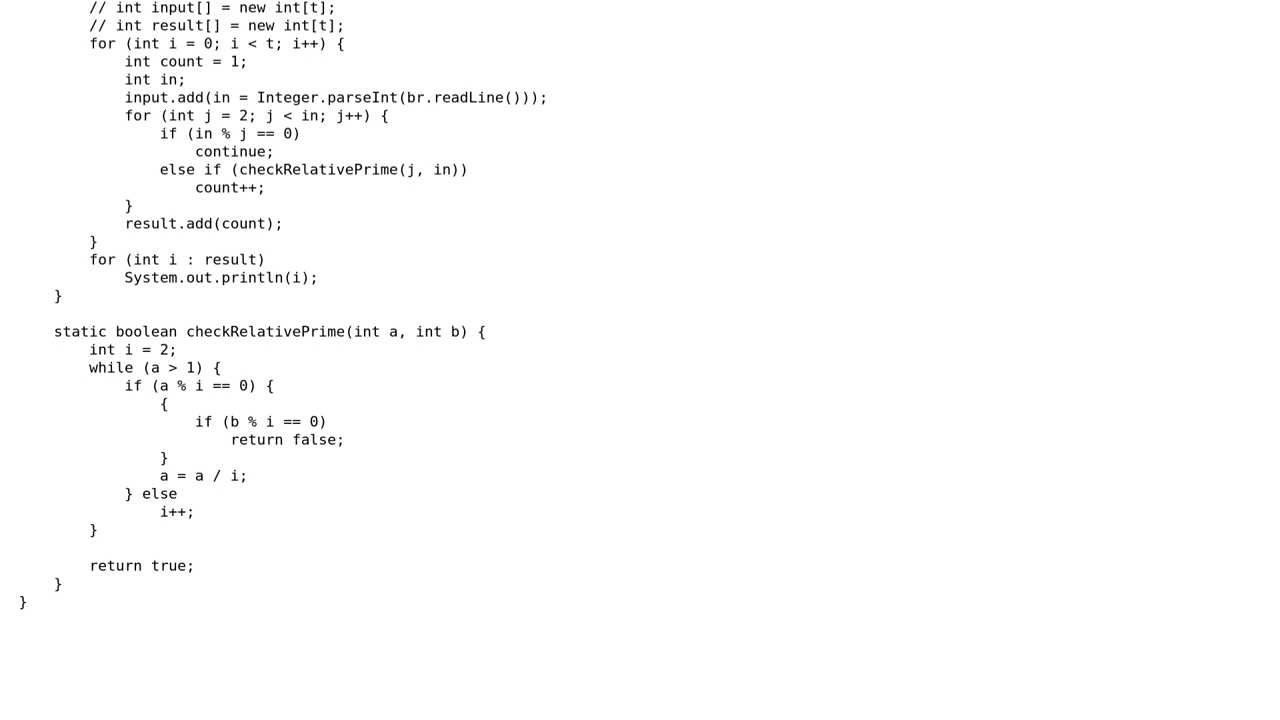 // int input[] = new int[t];
        // int result[] = new int[t];
        for (int i = 0; i < t; i++) {
            int count = 1;
            int in;
            input.add(in = Integer.parseInt(br.readLine()));
            for (int j = 2; j < in; j++) {
                if (in % j == 0)
                    continue;
                else if (checkRelativePrime(j, in))
                    count++;
            }
            result.add(count);
        }
        for (int i : result)
            System.out.println(i);
    }

    static boolean checkRelativePrime(int a, int b) {
        int i = 2;
        while (a > 1) {
            if (a % i == 0) {
                {
                    if (b % i == 0)
                        return false;
                }
                a = a / i;
            } else
                i++;
        }

        return true;
    }
}